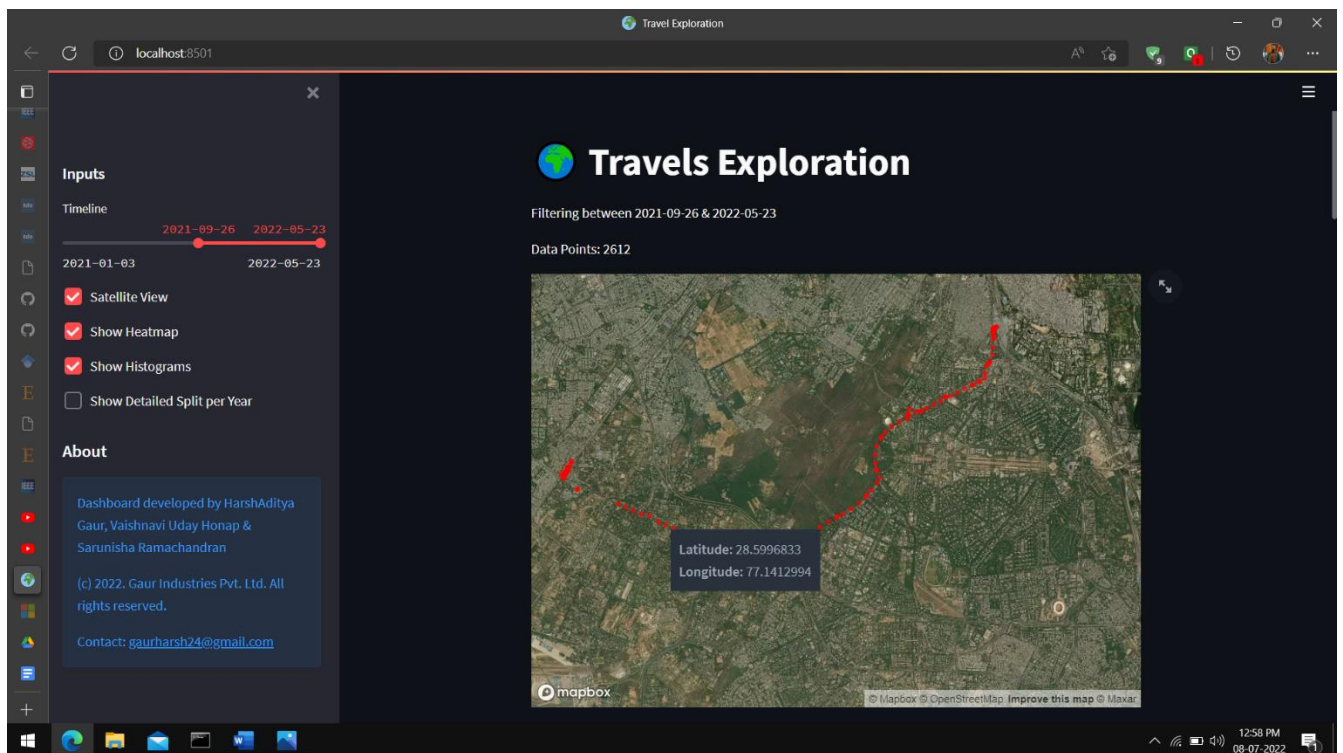 Travel Exploration
localhost:8501
Inputs
Timeline
2021-09-26 2022-05-23
2021-01-03 2022-05-23
Satellite View
Show Heatmap
Show Histograms
Show Detailed Split per Year
About
Dashboard developed by HarshAditya
Gaur, Vaishnavi Uday Honap &
Sarunisha Ramachandran
(c) 2022. Gaur Industries Pvt. Ltd. All
rights reserved.
Contact: gaurharsh24@gmail.com
Travels Exploration
Filtering between 2021-09-26 & 2022-05-23
Data Points: 2612
Latitude: 28.5996833
Longitude: 77.1412994
mapbox
© Mapbox © OpenStreetMap Improve this map © Maxar
12:58 PM
08-07-2022